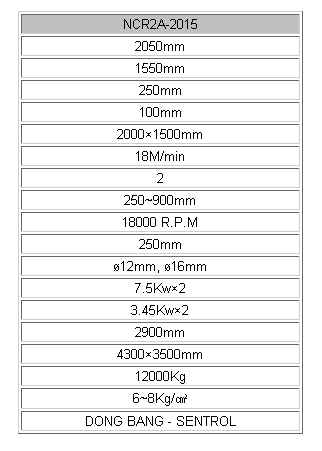 NCR2A-2015
2050mm
1550mm
250mm
100mm
2000×1500mm
18M/min
2
250~900mm
18000 R.P.M
250mm
ø12mm, ø16mm
7.5Kw×2
3.45Kw×2
2900mm
4300×3500mm
12000Kg
6~8Kg/㎠
DONG BANG - SENTROL